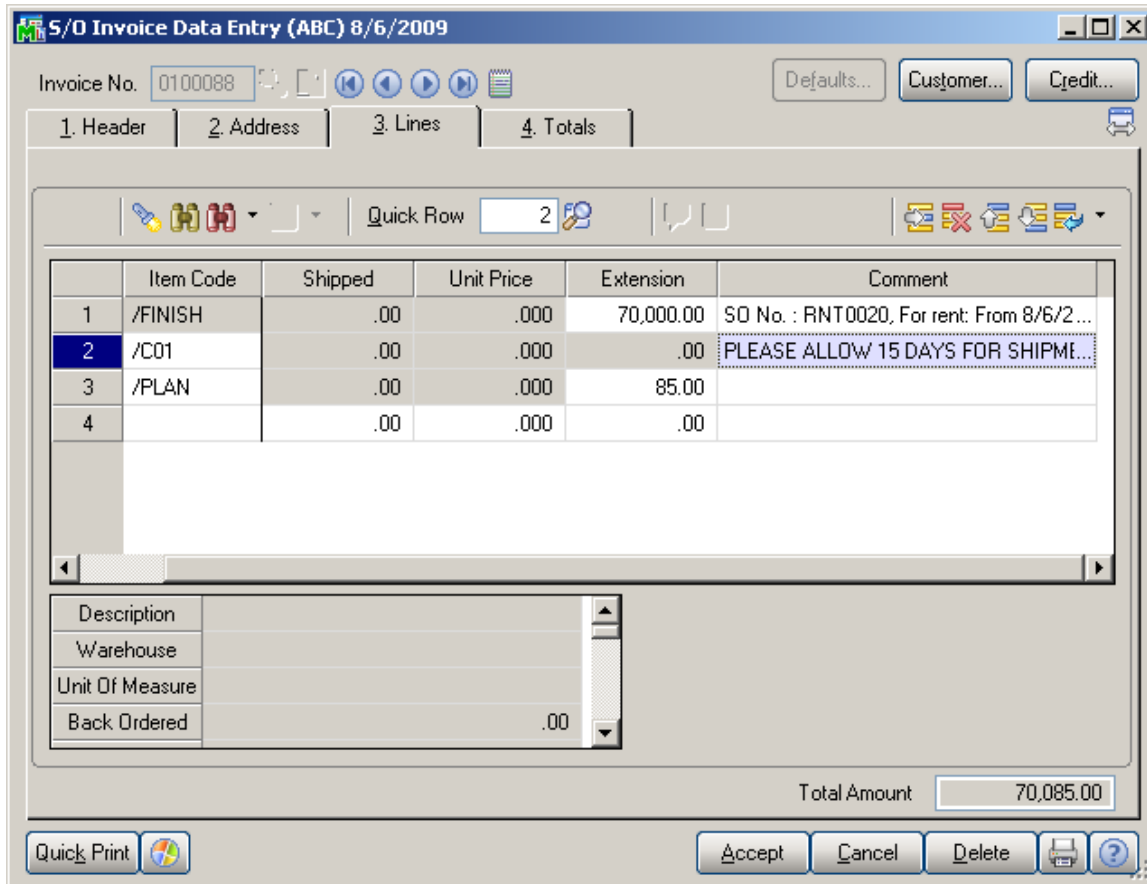 S/O Invoice Data Entry (ABC) 8/6/2009
Invoice No. 0100088 Defaults... Customer... Credit...
1. Header 2. Address 3. Lines 4. Totals
Quick Row 2
Item Code Shipped Unit Price Extension Comment
1 /FINISH .00 .000 70,000.00 SO No. : RNT0020, For rent: From 8/6/2...
2 /C01 .00 .000 .00 PLEASE ALLOW 15 DAYS FOR SHIPME...
3 /PLAN .00 .000 85.00
4 .00 .000 .00
Description
Warehouse
Unit Of Measure
Back Ordered .00
Total Amount 70,085.00
Quick Print Accept Cancel Delete